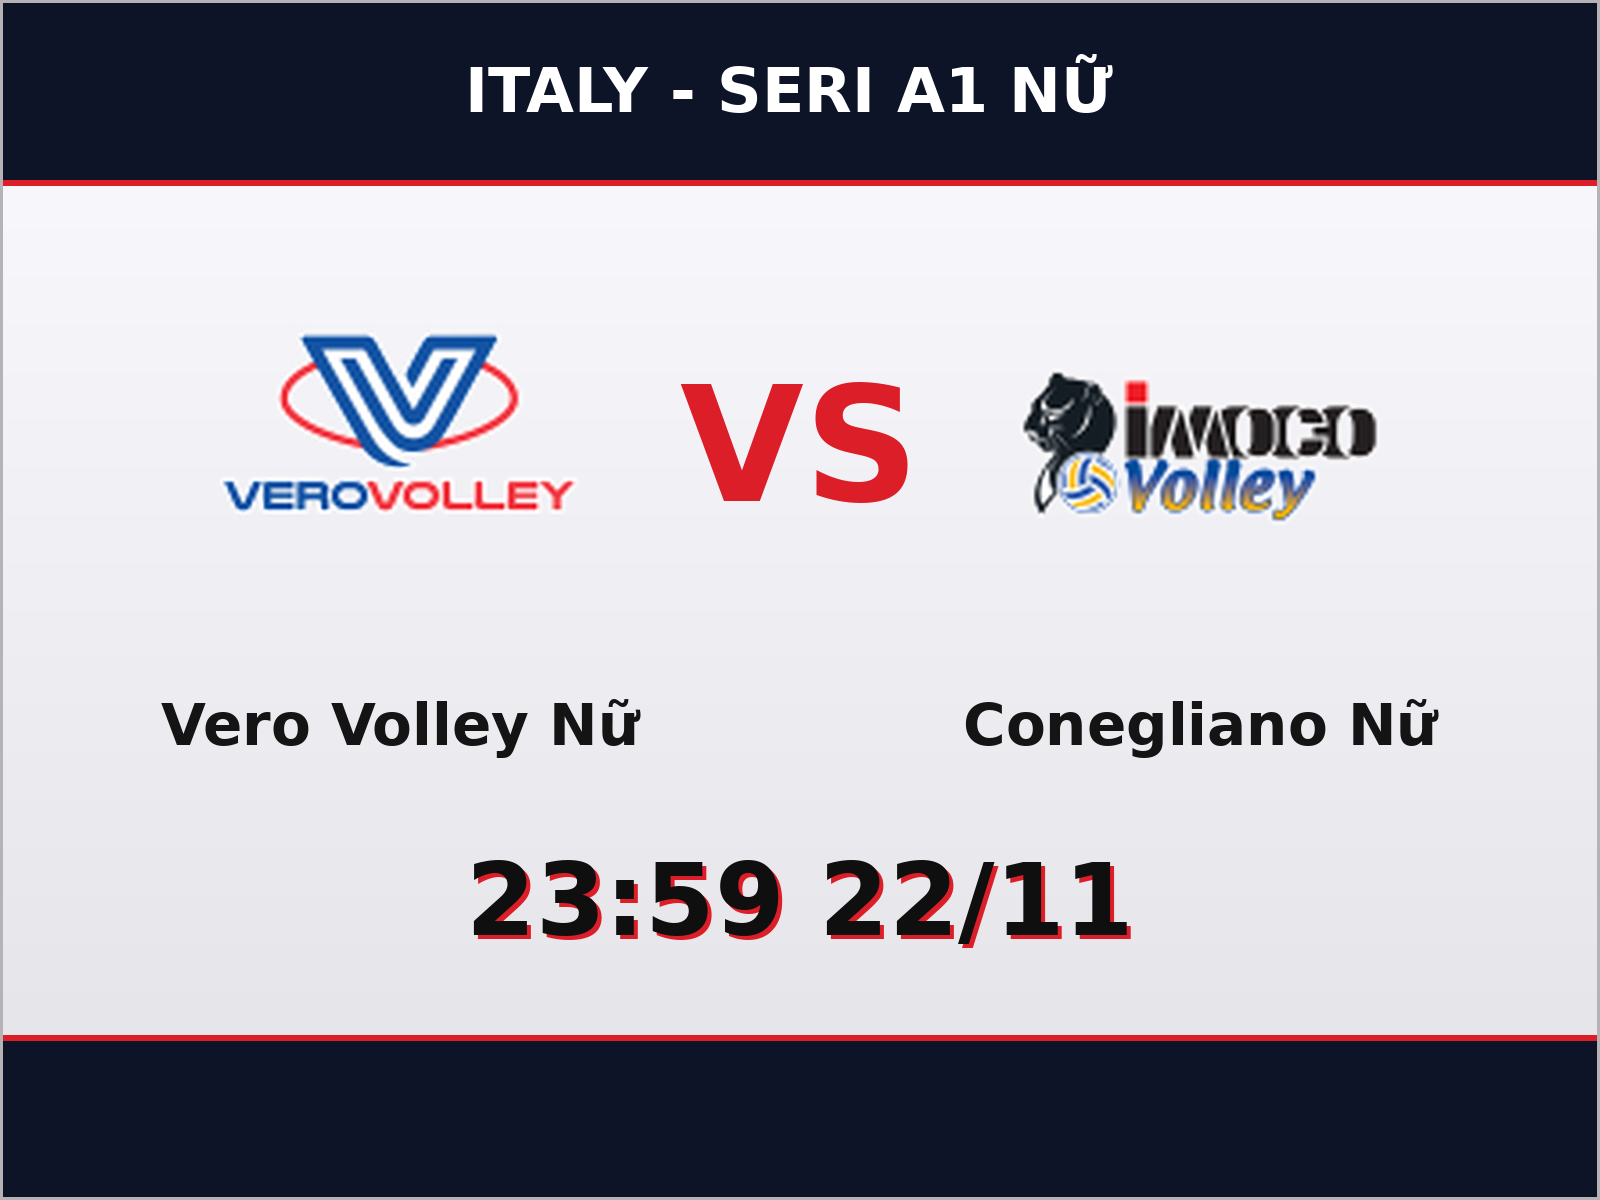 ITALY - SERI A1 NỮ
VEROVOLLEY
VS
imoco
Volley
Vero Volley Nữ
Conegliano Nữ
23:59 22/11